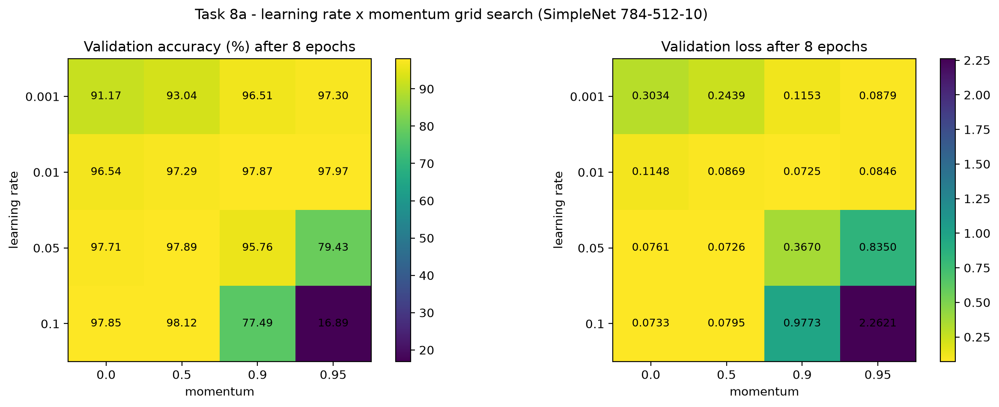 Task 8a - learning rate x momentum grid search (SimpleNet 784-512-10)
Validation accuracy (%) after 8 epochs
learning rate
0.001 91.17 93.04 96.51 97.30
0.01 96.54 97.29 97.87 97.97
0.05 97.71 97.89 95.76 79.43
0.1 97.85 98.12 77.49 16.89
0.0 0.5 0.9 0.95
momentum
90
80
70
60
50
40
30
20
Validation loss after 8 epochs
learning rate
0.001 0.3034 0.2439 0.1153 0.0879
0.01 0.1148 0.0869 0.0725 0.0846
0.05 0.0761 0.0726 0.3670 0.8350
0.1 0.0733 0.0795 0.9773 2.2621
0.0 0.5 0.9 0.95
momentum
2.25
2.00
1.75
1.50
1.25
1.00
0.75
0.50
0.25